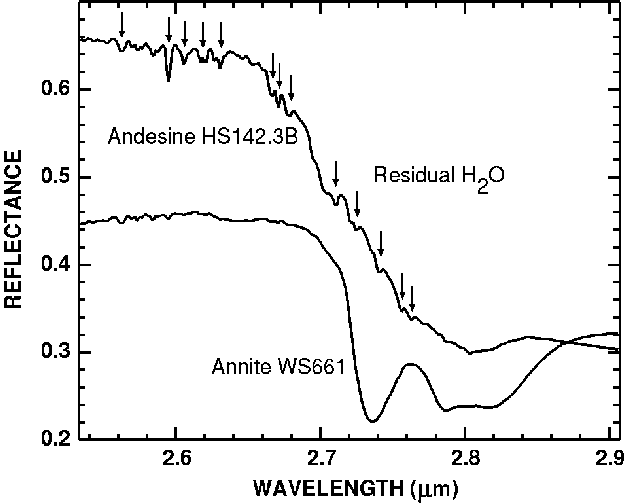 0.6
Andesine HS142.3B
0.5
Residual H2O
REFLECTANCE
0.4
0.3
Annite WS661
0.2
2.6 2.7 2.8 2.9
WAVELENGTH (μm)